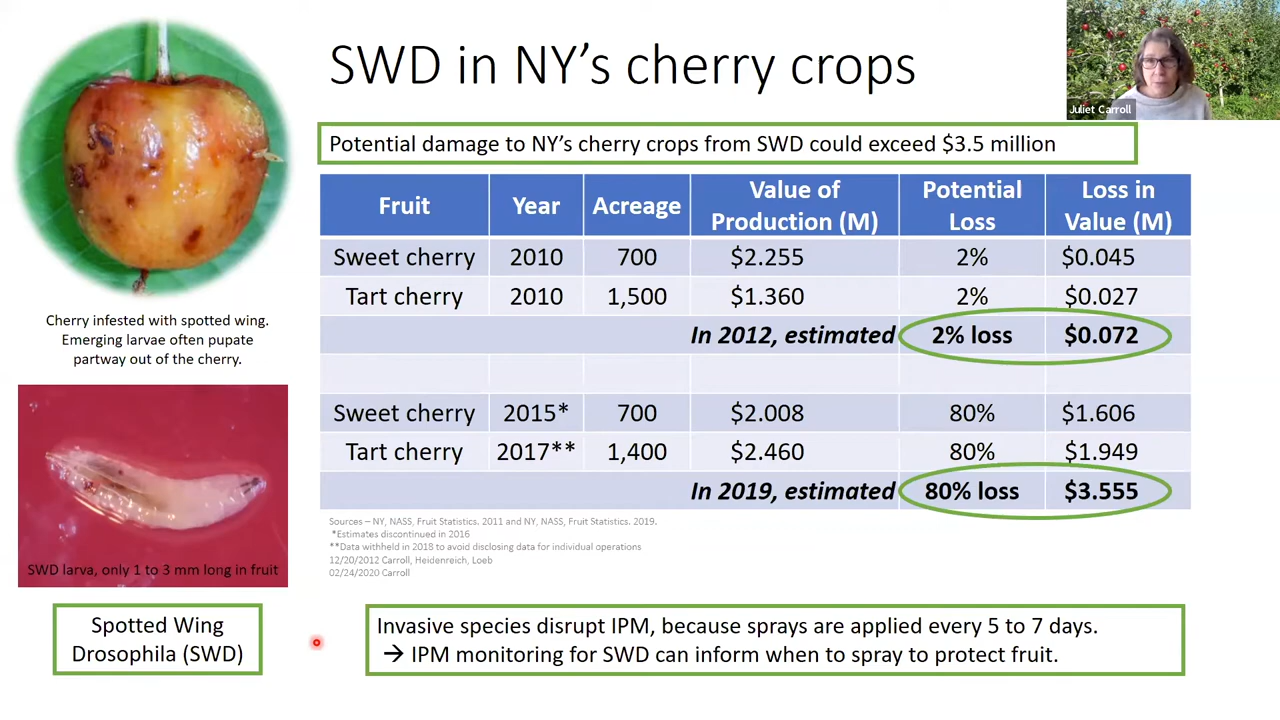 SWD in NY's cherry crops
Juliet Carroll
Potential damage to NY's cherry crops from SWD could exceed $3.5 million
Fruit Year Acreage Value of Production (M) Potential Loss Loss in Value (M)
Sweet cherry 2010 700 $2.255 2% $0.045
Tart cherry 2010 1,500 $1.360 2% $0.027
In 2012, estimated 2% loss $0.072
Sweet cherry 2015* 700 $2.008 80% $1.606
Tart cherry 2017** 1,400 $2.460 80% $1.949
In 2019, estimated 80% loss $3.555
Sources – NY, NASS, Fruit Statistics. 2011 and NY, NASS, Fruit Statistics. 2019.
*Estimates discontinued in 2016
**Data withheld in 2018 to avoid disclosing data for individual operations
12/20/2012 Carroll, Heidenreich, Loeb
02/24/2020 Carroll
Cherry infested with spotted wing.
Emerging larvae often pupate
partway out of the cherry.
SWD larva, only 1 to 3 mm long in fruit
Spotted Wing
Drosophila (SWD)
Invasive species disrupt IPM, because sprays are applied every 5 to 7 days.
→ IPM monitoring for SWD can inform when to spray to protect fruit.